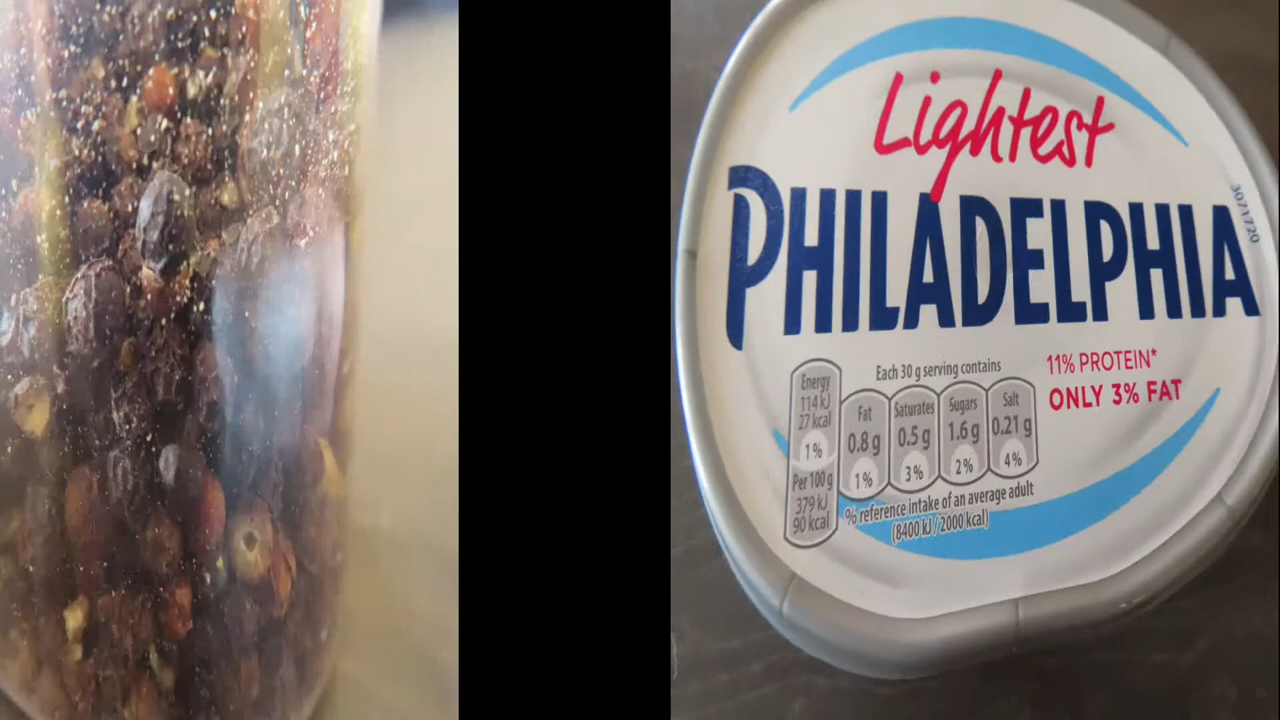 Lightest
PHILADELPHIA
3071720
11% PROTEIN*
ONLY 3% FAT
Each 30 g serving contains
Energy
114 kJ
27 kcal
1%
Per 100 g
379 kJ
90 kcal
Fat
0.8 g
1%
Saturates
0.5 g
3%
Sugars
1.6 g
2%
Salt
0.21 g
4%
% reference intake of an average adult
(8400 kJ / 2000 kcal)